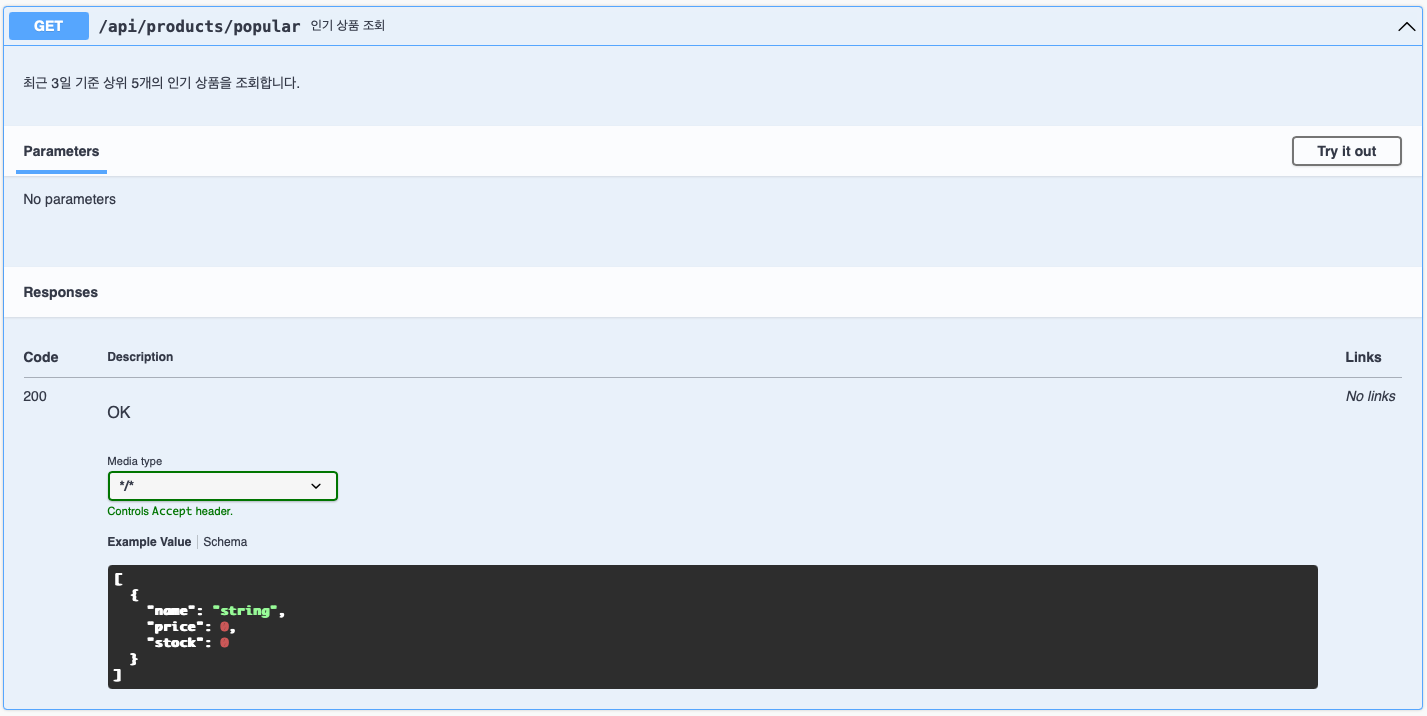 GET /api/products/popular 인기 상품 조회
최근 3일 기준 상위 5개의 인기 상품을 조회합니다.
Parameters Try it out
No parameters
Responses
Code Description Links
200 OK No links
Media type
*/*
Controls Accept header.
Example Value Schema
[
  {
    "name": "string",
    "price": 0,
    "stock": 0
  }
]